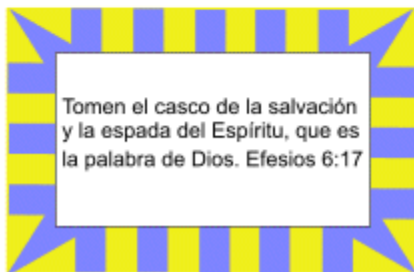 Tomen el casco de la salvación
y la espada del Espíritu, que es
la palabra de Dios. Efesios 6:17